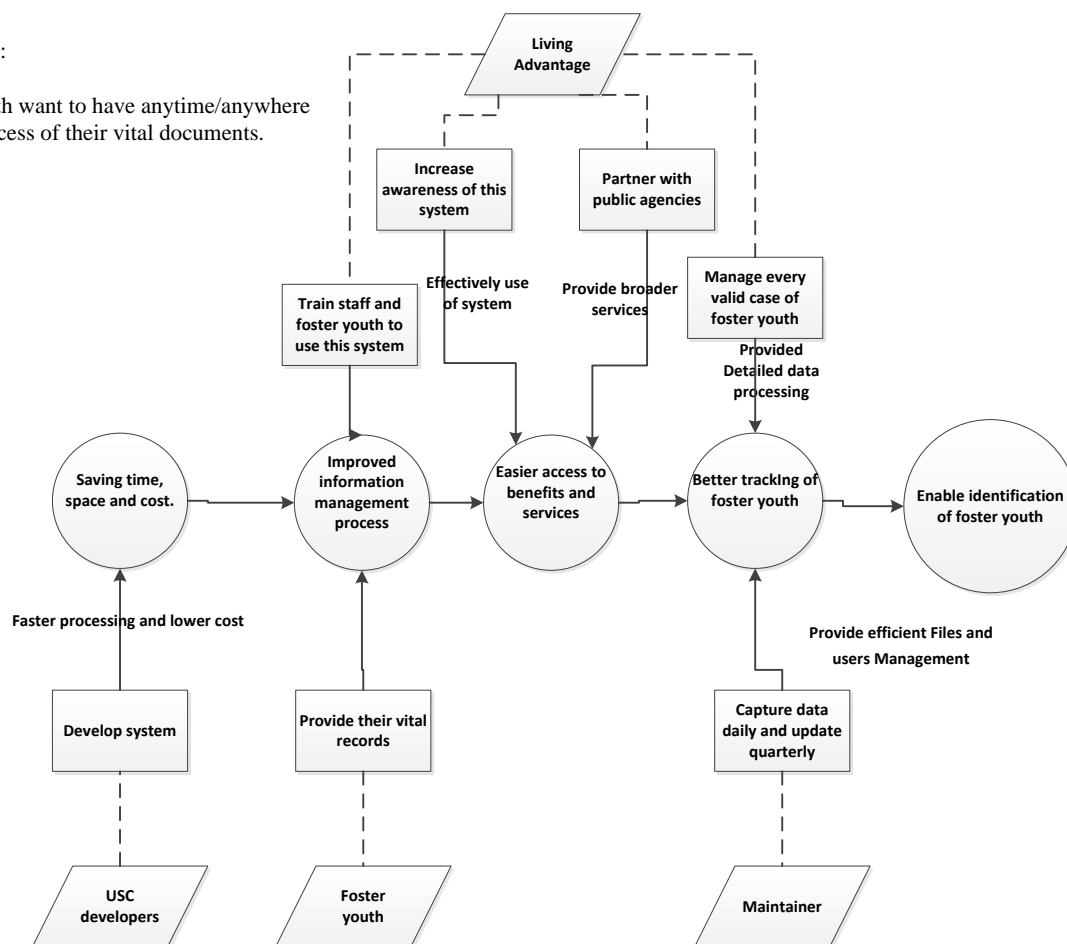 :
th want to have anytime/anywhere
cess of their vital documents.
Living
Advantage
Increase
awareness of this
system
Partner with
public agencies
Effectively use
of system
Provide broader
services
Train staff and
foster youth to
use this system
Manage every
valid case of
foster youth
Provided
Detailed data
processing
Saving time,
space and cost.
Improved
information
management
process
Easier access to
benefits and
services
Better trackIng of
foster youth
Enable identification
of foster youth
Faster processing and lower cost
Provide efficient Files and
users Management
Develop system
Provide their vital
records
Capture data
daily and update
quarterly
USC
developers
Foster
youth
Maintainer